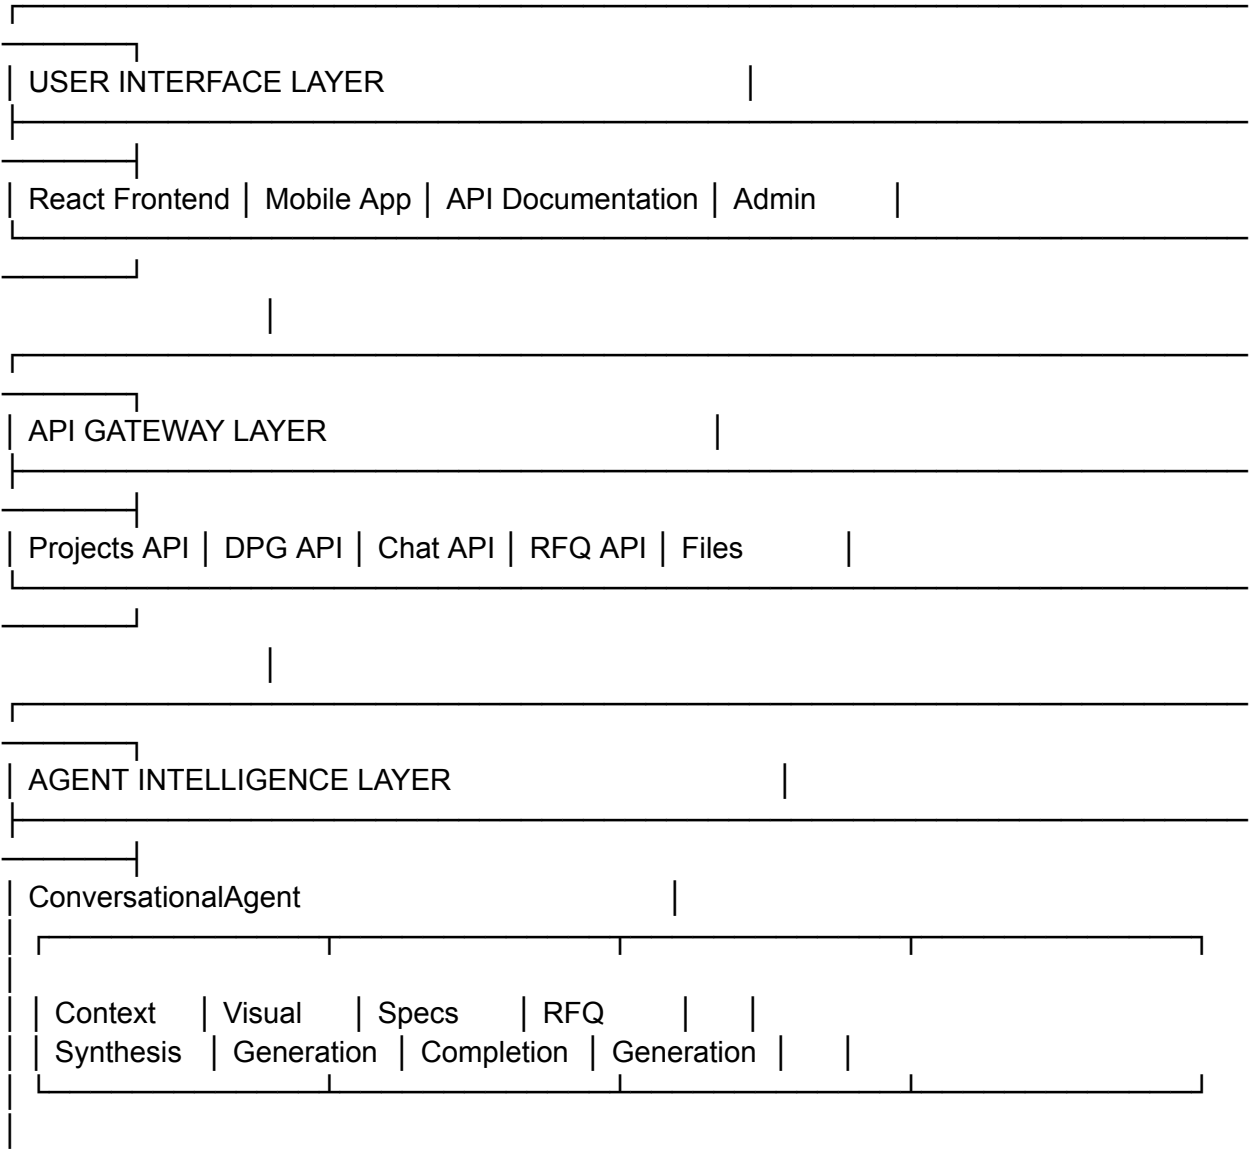 USER INTERFACE LAYER
React Frontend │ Mobile App │ API Documentation │ Admin
API GATEWAY LAYER
Projects API │ DPG API │ Chat API │ RFQ API │ Files
AGENT INTELLIGENCE LAYER
ConversationalAgent
Context │ Visual │ Specs │ RFQ
Synthesis │ Generation │ Completion │ Generation